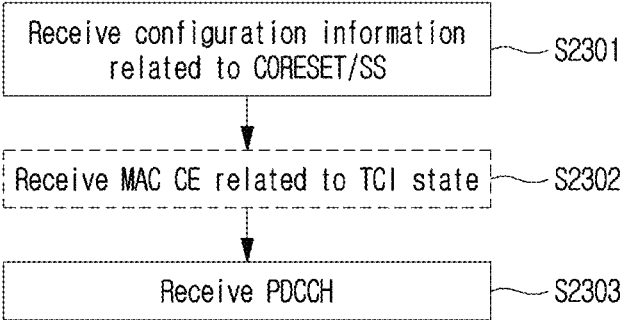 Receive configuration information
related to CORESET/SS
S2301
Receive MAC CE related to TCI state
S2302
Receive PDCCH
S2303